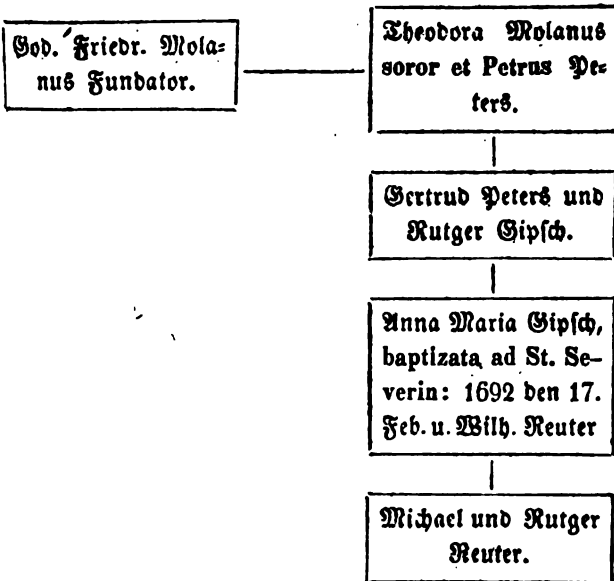 God. Friedr. Mola=
nus Fundator.
Theodora Molanus
soror et Petrus Pe=
ters.
Gertrud Peters und
Rutger Gipsch.
Anna Maria Gipsch,
baptizata ad St. Se-
verin: 1692 den 17.
Feb. u. Wilh. Reuter
Michael und Rutger
Reuter.